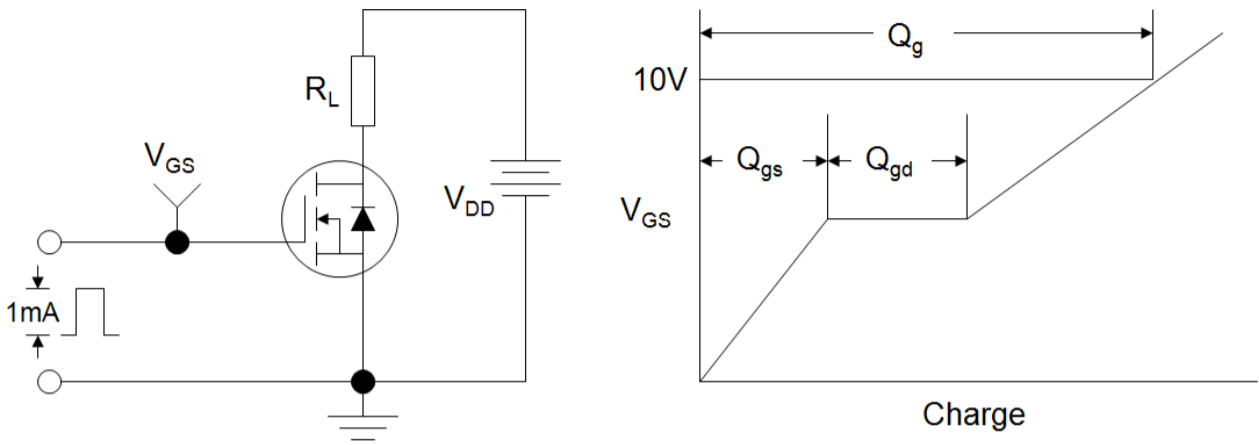 R_L
V_GS
V_DD
1mA
Q_g
10V
Q_gs
Q_gd
V_GS
Charge